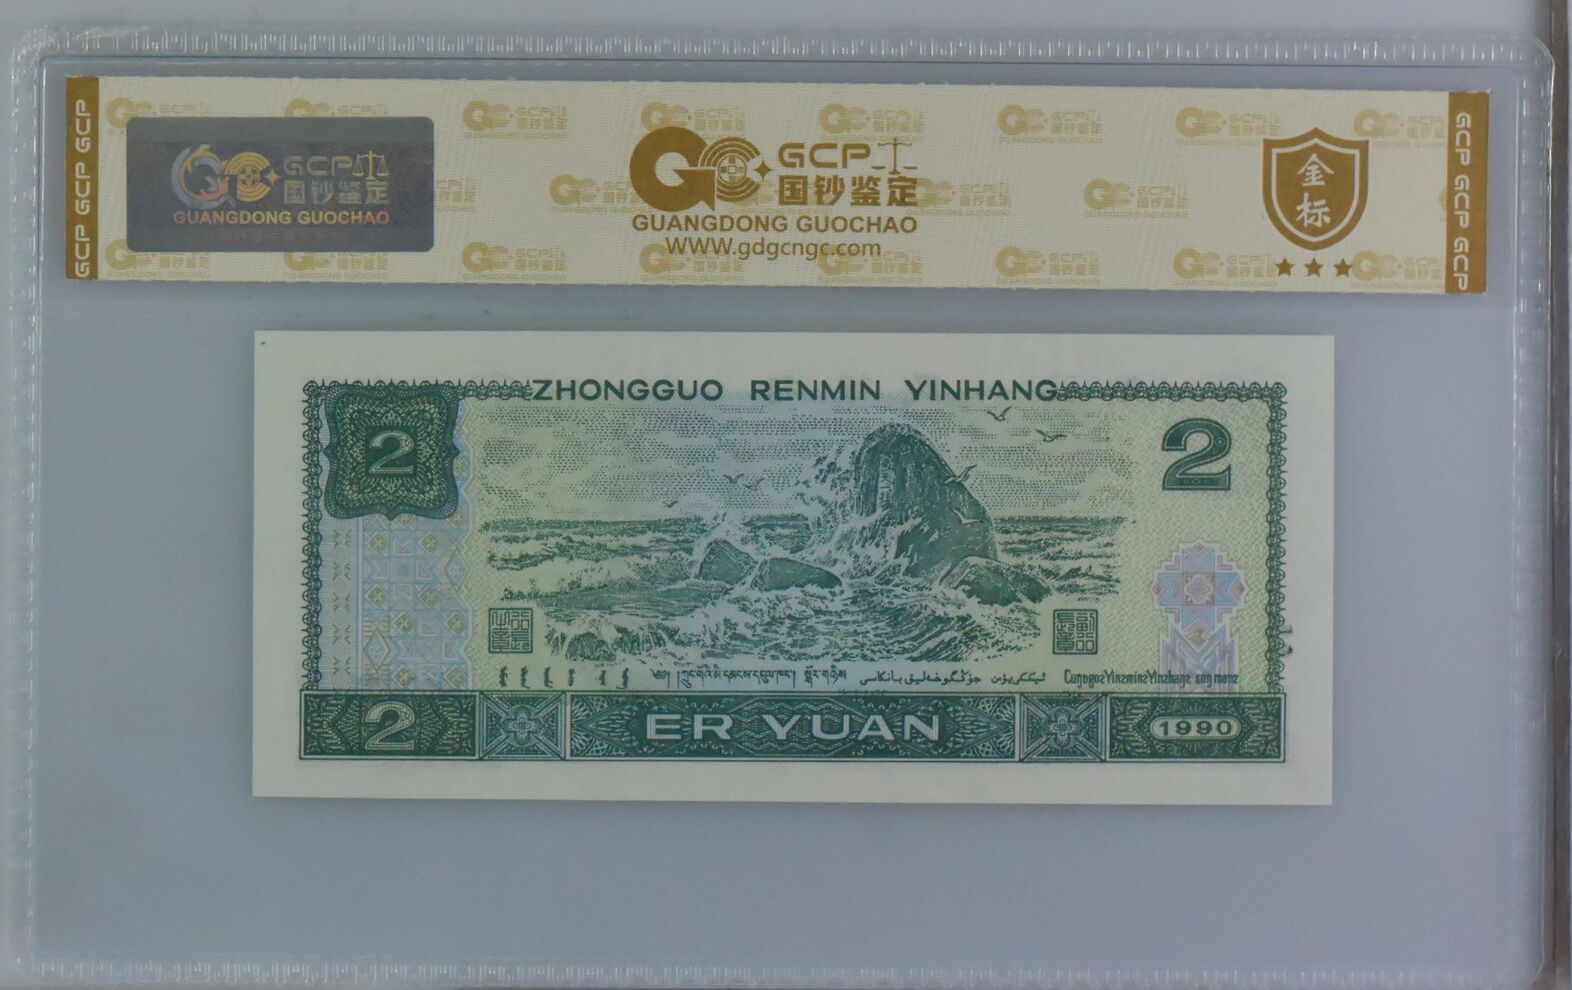 GCP GCP GCP
GCP
国钞鉴定
GUANGDONG GUOCHAO
GCP
国钞鉴定
GUANGDONG GUOCHAO
WWW.gdgcngc.com
金标
GCP GCP GCP
ZHONGGUO RENMIN YINHANG
2
2
2
ER YUAN
1990